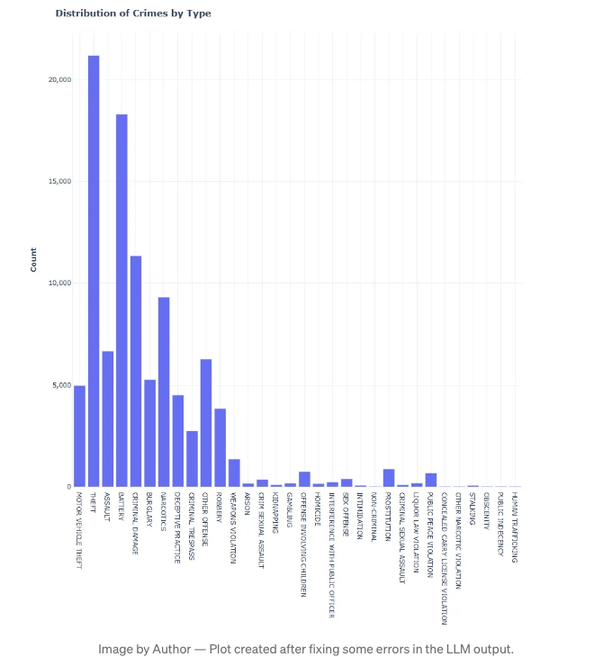 Distribution of Crimes by Type
20,000
15,000
10,000
5,000
0
Count
MOTOR VEHICLE THEFT
THEFT
ASSAULT
BATTERY
CRIMINAL DAMAGE
BURGLARY
NARCOTICS
DECEPTIVE PRACTICE
CRIMINAL TRESPASS
OTHER OFFENSE
ROBBERY
WEAPONS VIOLATION
ARSON
CRIM SEXUAL ASSAULT
KIDNAPPING
GAMBLING
OFFENSE INVOLVING CHILDREN
HOMICIDE
INTERFERENCE WITH PUBLIC OFFICER
SEX OFFENSE
INTIMIDATION
NON-CRIMINAL
PROSTITUTION
CRIMINAL SEXUAL ASSAULT
LIQUOR LAW VIOLATION
PUBLIC PEACE VIOLATION
CONCEALED CARRY LICENSE VIOLATION
OTHER NARCOTIC VIOLATION
STALKING
OBSCENITY
PUBLIC INDECENCY
HUMAN TRAFFICKING
Image by Author — Plot created after fixing some errors in the LLM output.